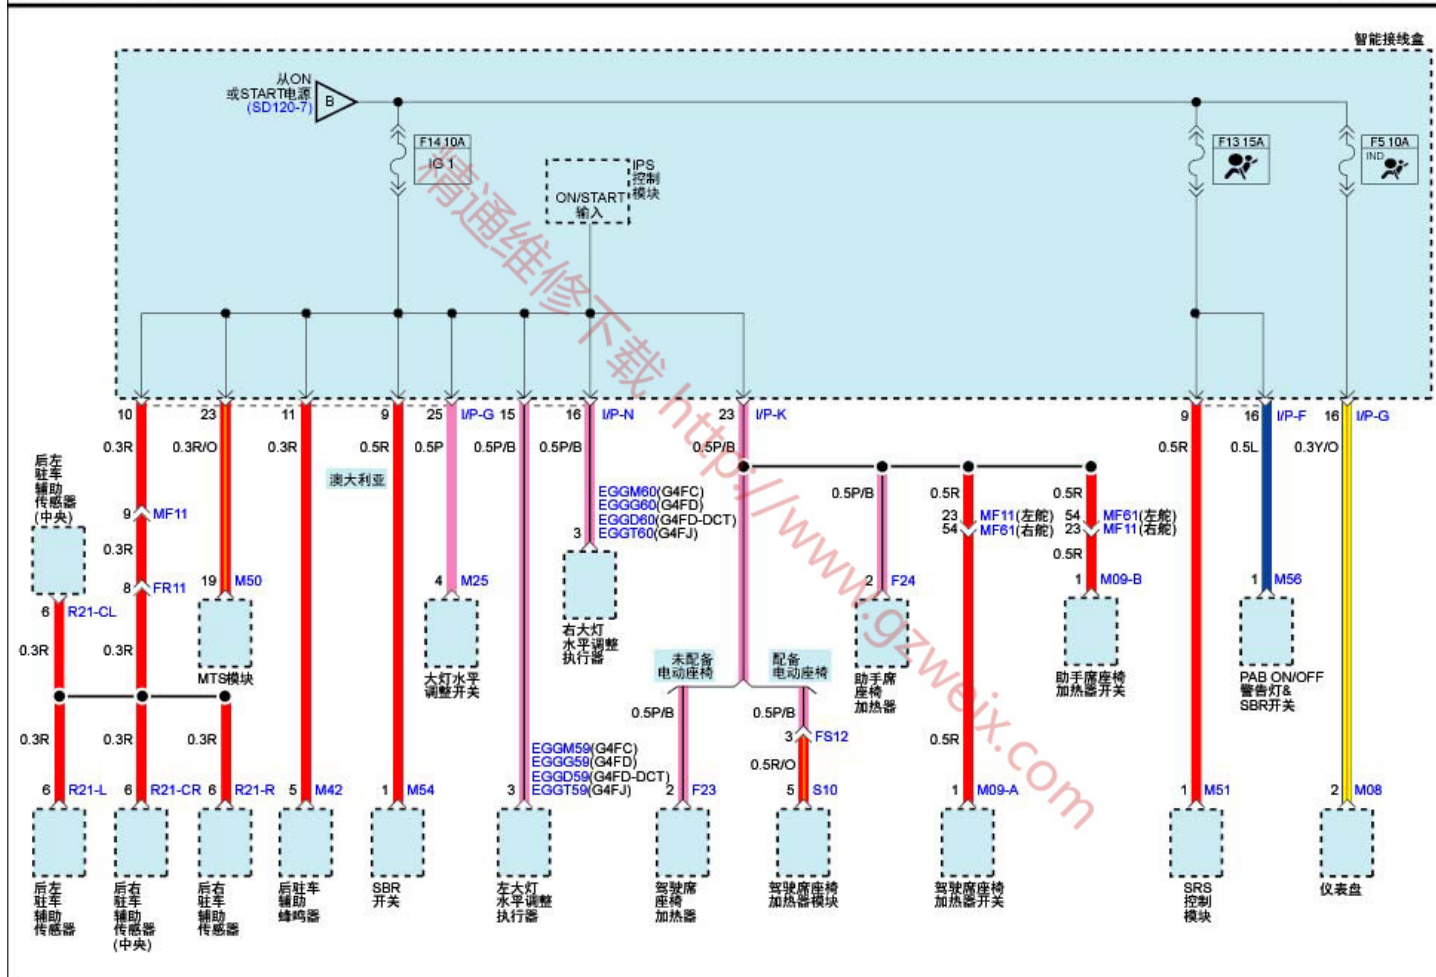 智能接线盒
从ON
或START电源
(SD120-7)
B
F14 10A
IG 1
IPS
控制
模块
ON/START
输入
F13 15A
F5 10A
IND
10
23
11
9
25
I/P-G
15
16
I/P-N
23
I/P-K
9
16
I/P-F
16
I/P-G
0.3R
0.3R/O
0.3R
0.5R
0.5P
0.5P/B
0.5P/B
0.5P/B
0.5R
0.5L
0.3Y/O
后左
驻车
辅助
传感器
(中央)
澳大利亚
EGGM60(G4FC)
EGGG60(G4FD)
EGGD60(G4FD-DCT)
EGGT60(G4FJ)
3
0.5P/B
0.5R
0.5R
9
MF11
23
MF11(左舵)
54
MF61(右舵)
54
MF61(左舵)
23
MF11(右舵)
0.3R
0.5R
8
FR11
19
M50
4
M25
2
F24
1
M09-B
1
M56
6
R21-CL
0.3R
0.3R
MTS模块
大灯水平
调整开关
右大灯
水平调整
执行器
未配备
电动座椅
配备
电动座椅
助手席
座椅
加热器
助手席座椅
加热器开关
PAB ON/OFF
警告灯&
SBR开关
0.5P/B
0.5P/B
0.3R
0.3R
0.3R
EGGM59(G4FC)
EGGG59(G4FD)
EGGD59(G4FD-DCT)
EGGT59(G4FJ)
3
FS12
0.5R/O
0.5R
6
R21-L
6
R21-CR
6
R21-R
5
M42
1
M54
3
2
F23
5
S10
1
M09-A
1
M51
2
M08
后左
驻车
辅助
传感器
后右
驻车
辅助
传感器
(中央)
后右
驻车
辅助
传感器
后驻车
辅助
蜂鸣器
SBR
开关
左大灯
水平调整
执行器
驾驶席
座椅
加热器
驾驶席座椅
加热器模块
驾驶席座椅
加热器开关
SRS
控制
模块
仪表盘
精通维修下载 http://www.gzweix.com